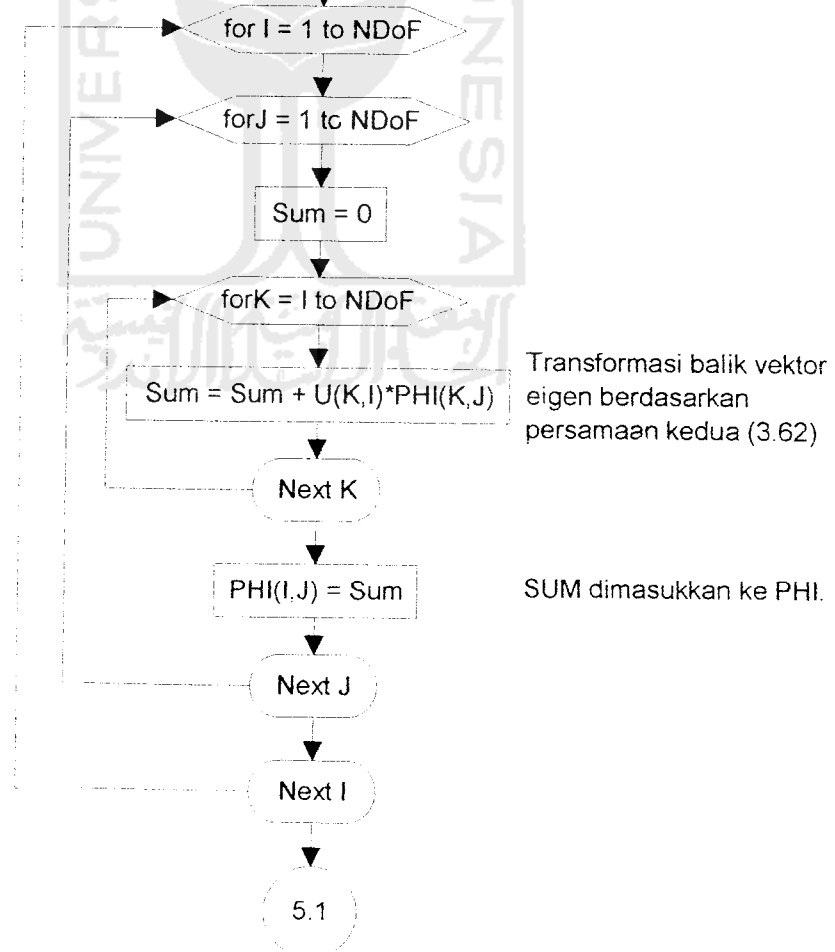 for I = 1 to NDoF
forJ = 1 tc NDoF
Sum = 0
forK = I to NDoF
Sum = Sum + U(K,I)*PHI(K,J)
Transformasi balik vektor
eigen berdasarkan
persamaan kedua (3.62)
Next K
PHI(I,J) = Sum
SUM dimasukkan ke PHI.
Next J
Next I
5.1